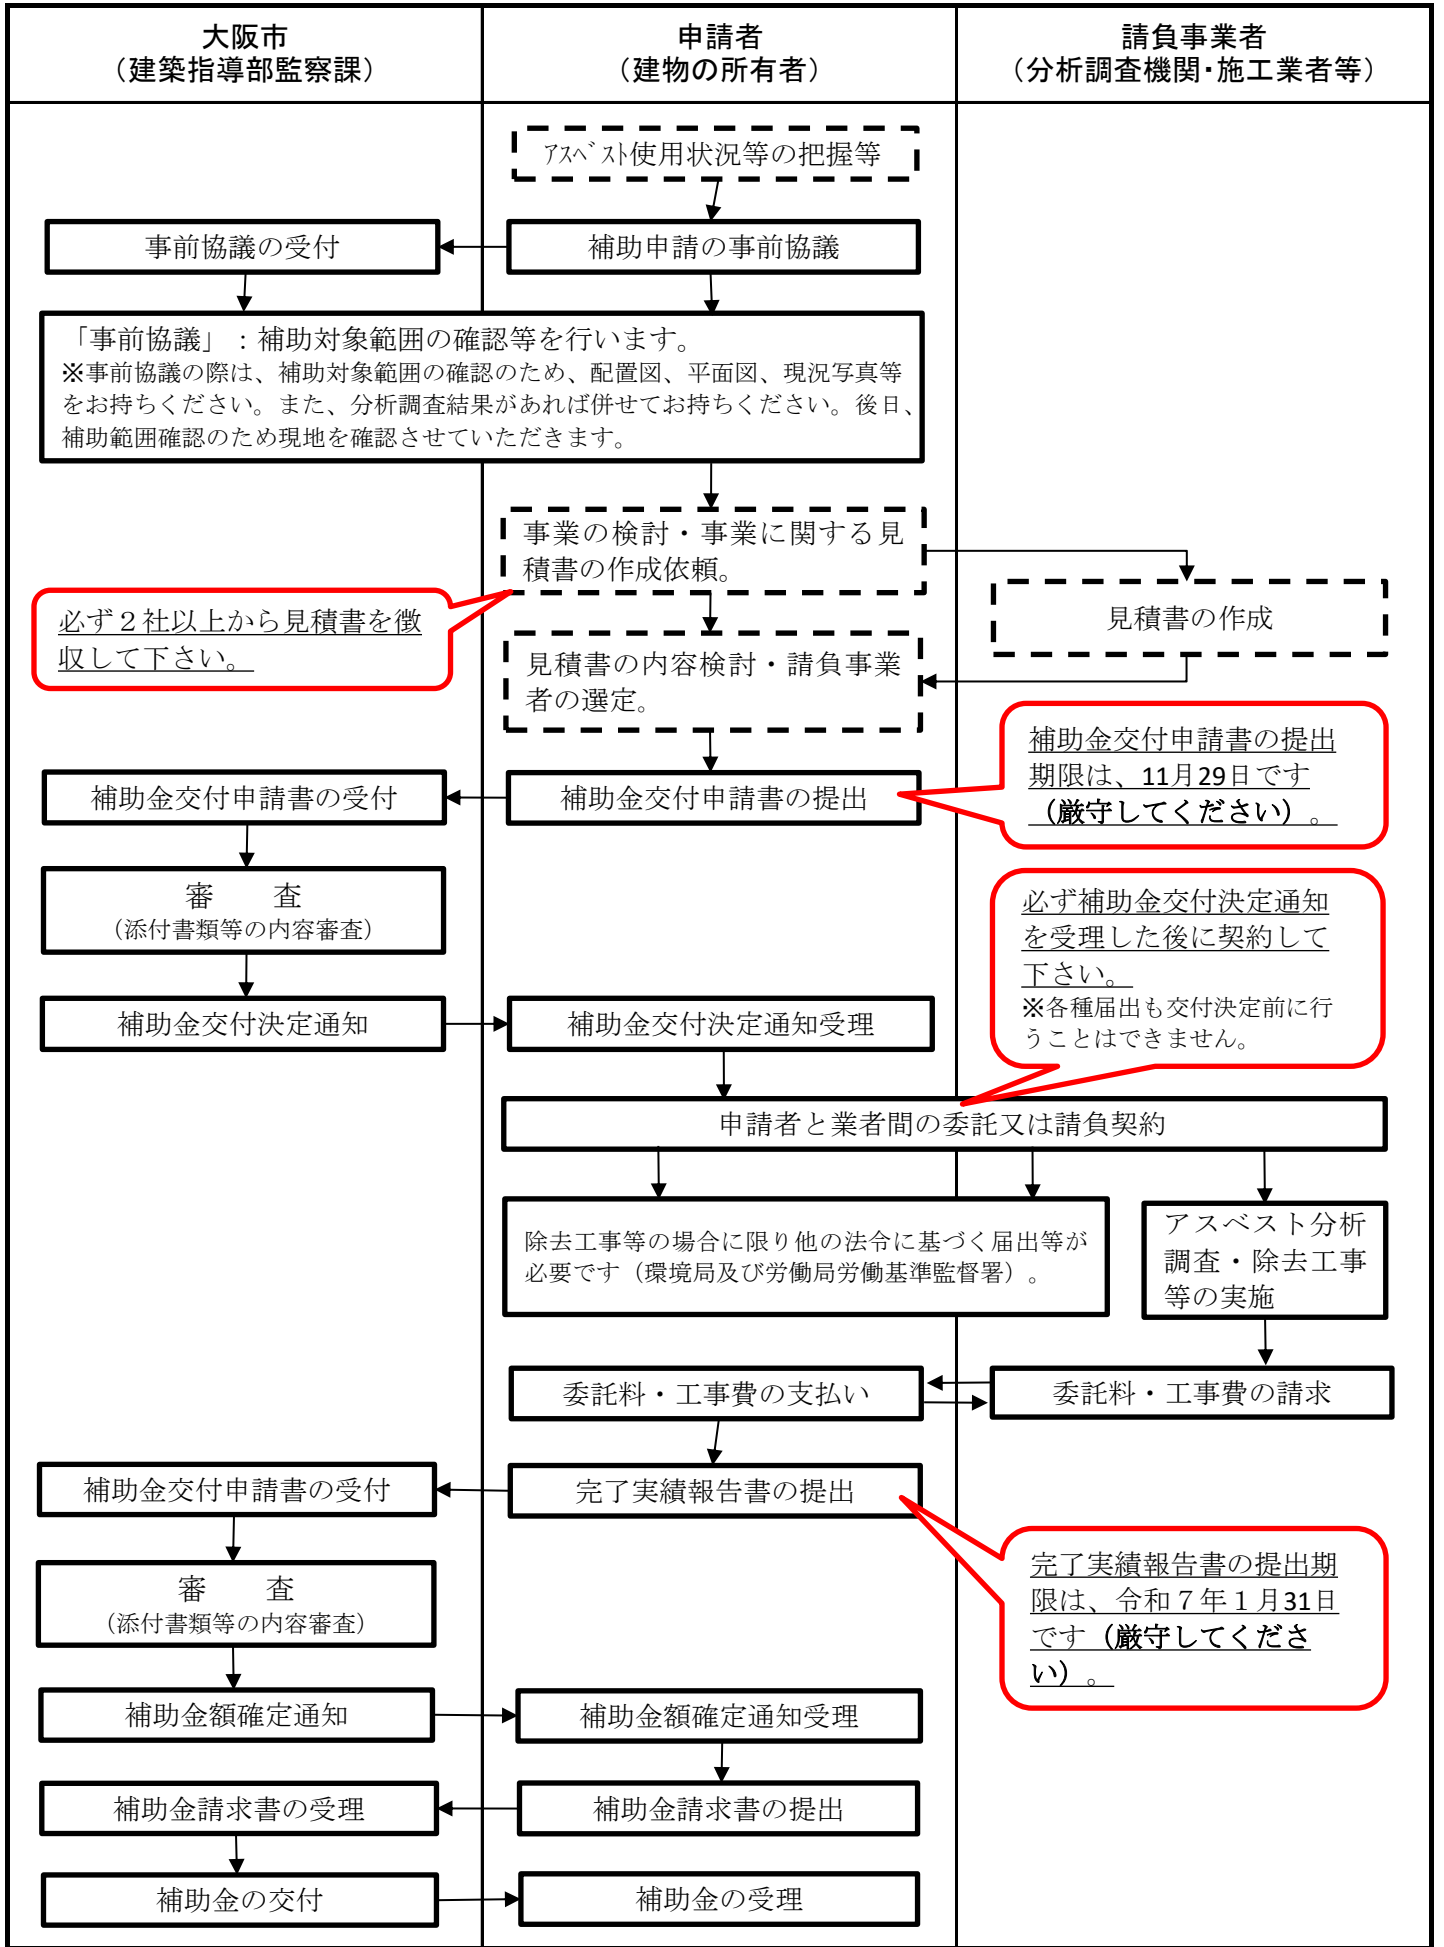 大阪市
（建築指導部監察課）
申請者
（建物の所有者）
請負事業者
（分析調査機関・施工業者等）
ｱｽﾍﾞｽﾄ使用状況等の把握等
事前協議の受付
補助申請の事前協議
「事前協議」：補助対象範囲の確認等を行います。
※事前協議の際は、補助対象範囲の確認のため、配置図、平面図、現況写真等
をお持ちください。また、分析調査結果があれば併せてお持ちください。後日、
補助範囲確認のため現地を確認させていただきます。
事業の検討・事業に関する見
積書の作成依頼。
必ず２社以上から見積書を徴
収して下さい。
見積書の作成
見積書の内容検討・請負事業
者の選定。
補助金交付申請書の提出
期限は、11月29日です
（厳守してください）。
補助金交付申請書の受付
補助金交付申請書の提出
審　　査
（添付書類等の内容審査）
必ず補助金交付決定通知
を受理した後に契約して
下さい。
※各種届出も交付決定前に行
うことはできません。
補助金交付決定通知
補助金交付決定通知受理
申請者と業者間の委託又は請負契約
除去工事等の場合に限り他の法令に基づく届出等が
必要です（環境局及び労働局労働基準監督署）。
アスベスト分析
調査・除去工事
等の実施
委託料・工事費の支払い
委託料・工事費の請求
補助金交付申請書の受付
完了実績報告書の提出
審　　査
（添付書類等の内容審査）
完了実績報告書の提出期
限は、令和７年１月31日
です（厳守してくださ
い）。
補助金額確定通知
補助金額確定通知受理
補助金請求書の受理
補助金請求書の提出
補助金の交付
補助金の受理